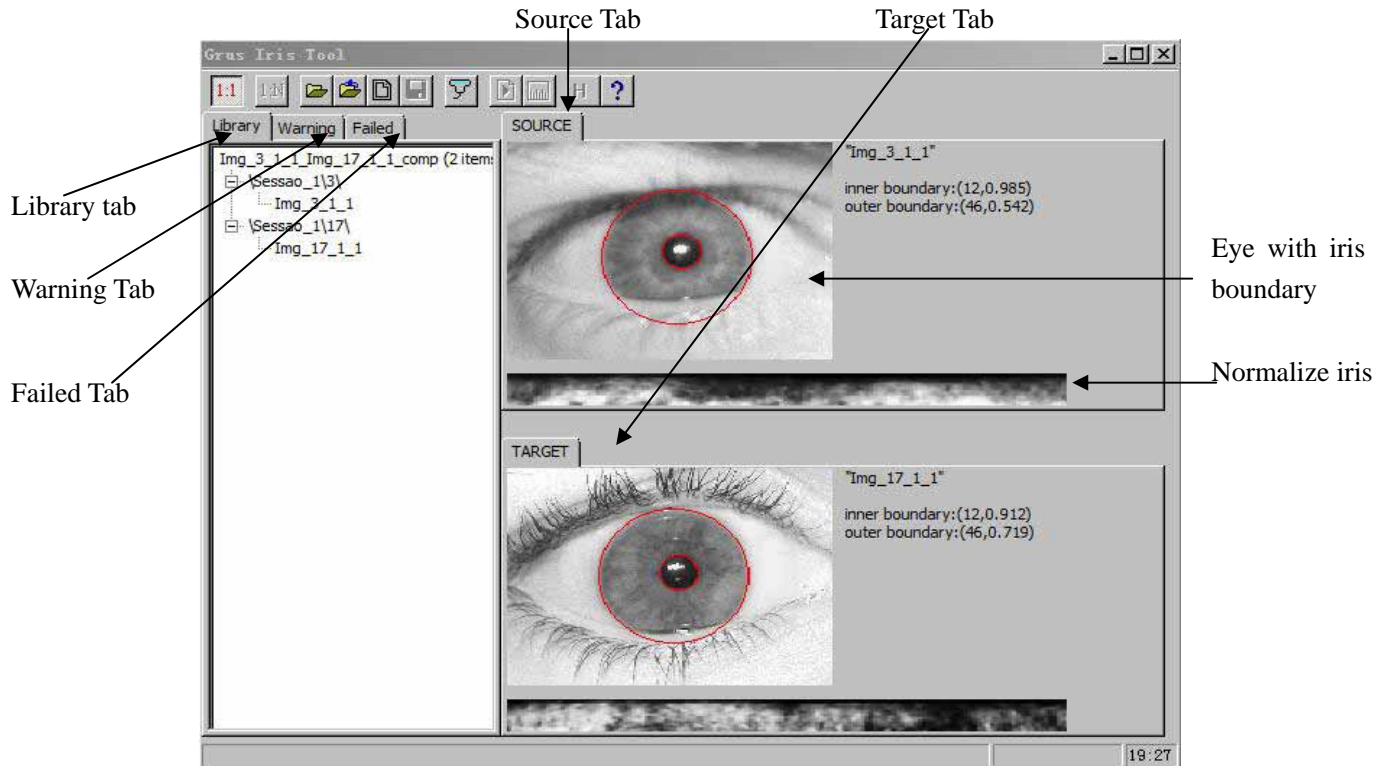 Source Tab
Target Tab
Grus Iris Tool
1:1 1:N H ?
Library Warning Failed
Img_3_1_1_Img_17_1_1_comp (2 items
\Sessao_1\3\
Img_3_1_1
\Sessao_1\17\
Img_17_1_1
SOURCE
"Img_3_1_1"
inner boundary:(12,0.985)
outer boundary:(46,0.542)
TARGET
"Img_17_1_1"
inner boundary:(12,0.912)
outer boundary:(46,0.719)
19:27
Library tab
Warning Tab
Failed Tab
Eye with iris
boundary
Normalize iris